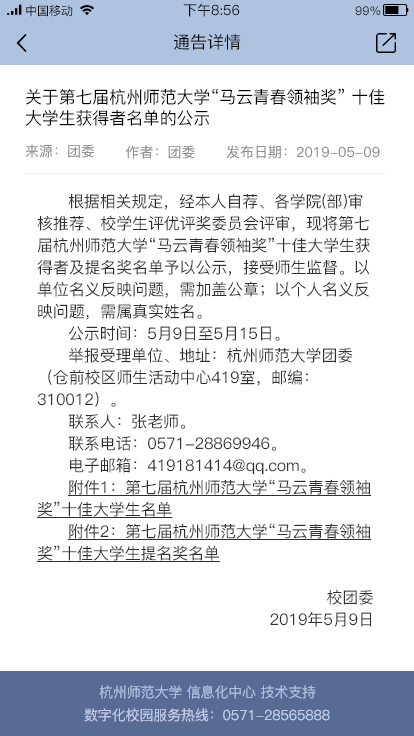 中国移动 下午8:56 99%
通告详情
关于第七届杭州师范大学“马云青春领袖奖” 十佳
大学生获得者名单的公示
来源：团委 作者：团委 发布日期：2019-05-09
根据相关规定，经本人自荐、各学院(部)审
核推荐、校学生评优评奖委员会评审，现将第七
届杭州师范大学“马云青春领袖奖”十佳大学生获
得者及提名奖名单予以公示，接受师生监督。以
单位名义反映问题，需加盖公章；以个人名义反
映问题，需属真实姓名。
公示时间：5月9日至5月15日。
举报受理单位、地址：杭州师范大学团委
（仓前校区师生活动中心419室，邮编：
310012）。
联系人：张老师。
联系电话：0571-28869946。
电子邮箱：419181414@qq.com。
附件1：第七届杭州师范大学“马云青春领袖
奖”十佳大学生名单
附件2：第七届杭州师范大学“马云青春领袖
奖”十佳大学生提名奖名单
校团委
2019年5月9日
杭州师范大学 信息化中心 技术支持
数字化校园服务热线：0571-28565888